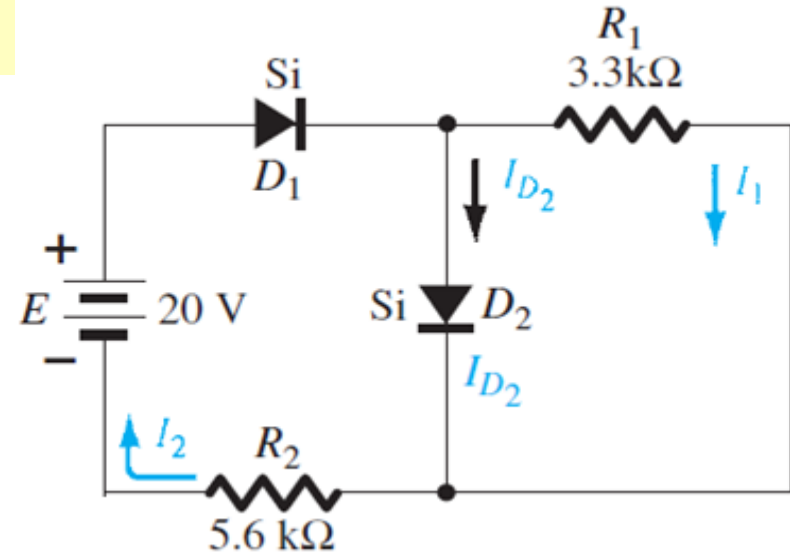 R1
3.3kΩ
Si
D1
ID2
I1
+
E
20 V
−
Si
D2
ID2
I2
R2
5.6 kΩ